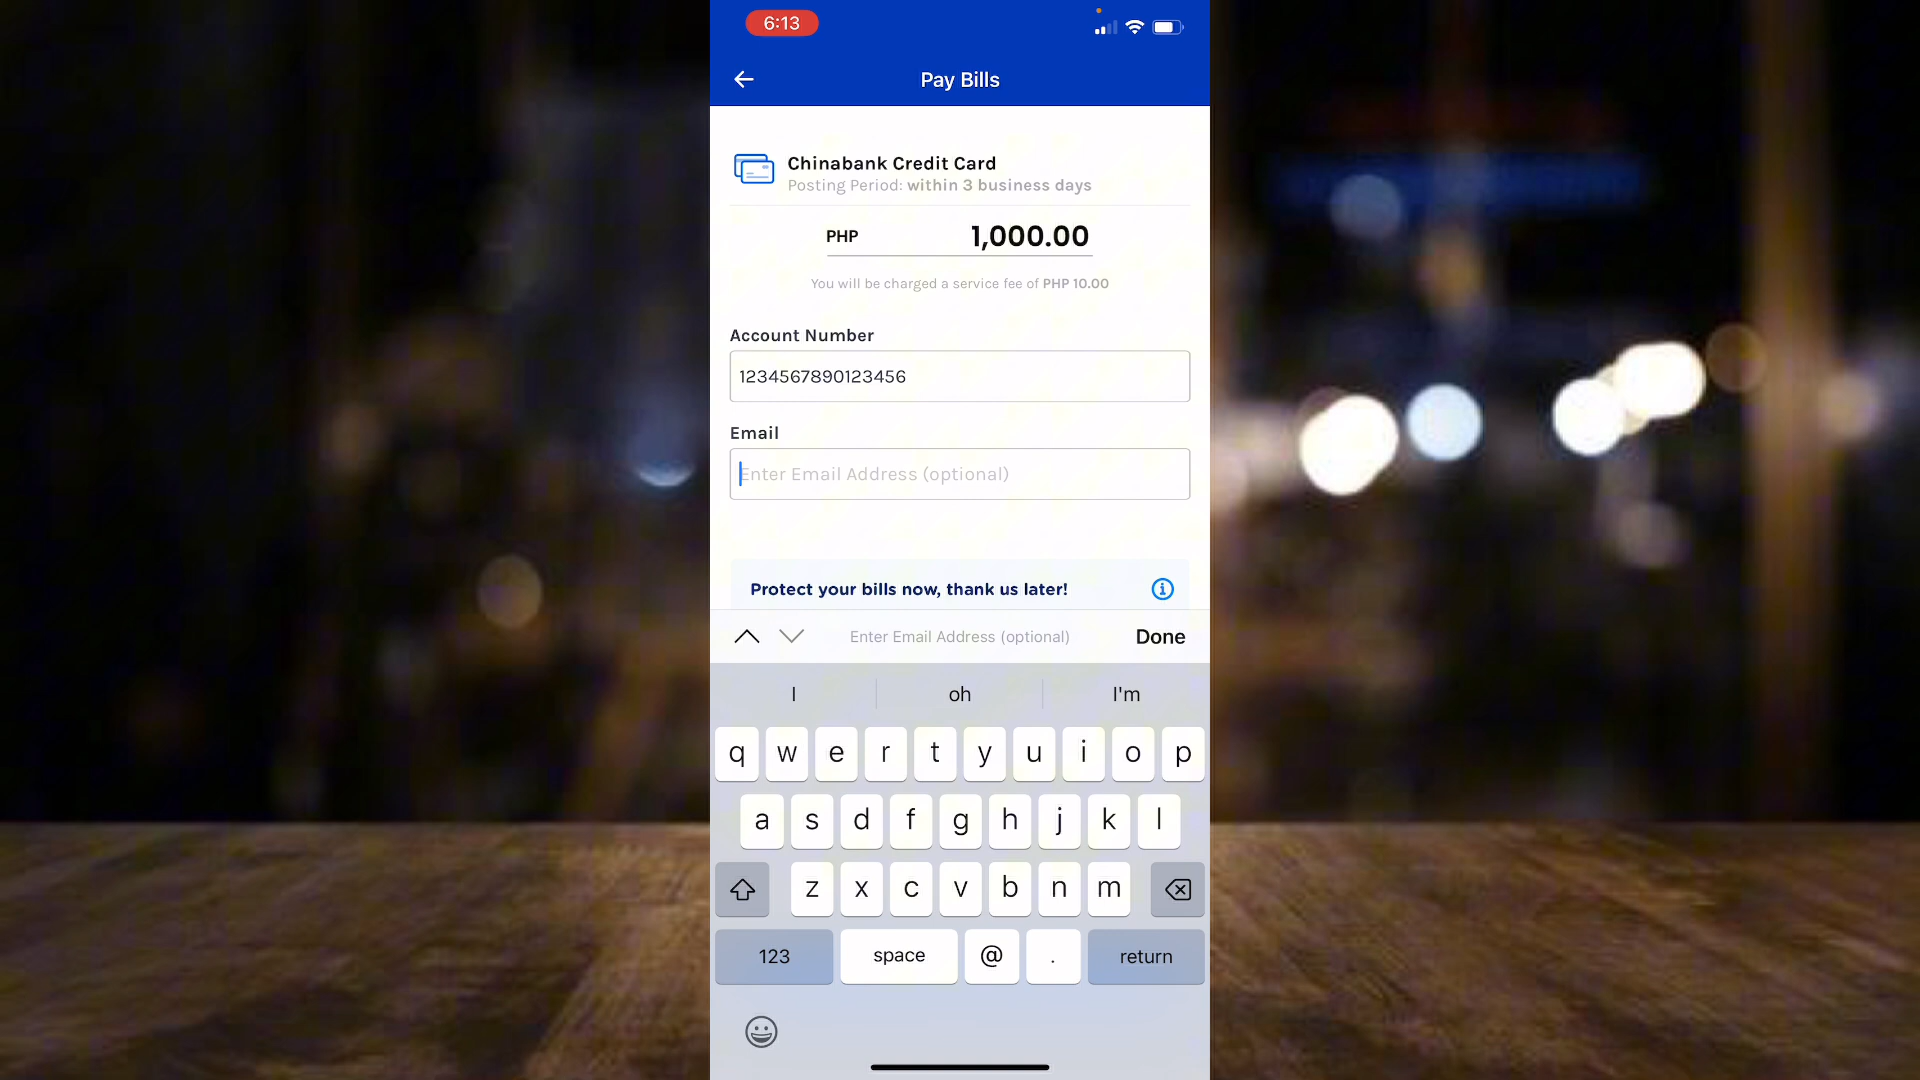 6:13
Pay Bills
Chinabank Credit Card
Posting Period: within 3 business days
PHP 1,000.00
You will be charged a service fee of PHP 10.00
Account Number
1234567890123456
Email
Enter Email Address (optional)
Protect your bills now, thank us later!
Enter Email Address (optional) Done
I oh I'm
q w e r t y u i o p
a s d f g h j k l
z x c v b n m
123 space @ . return